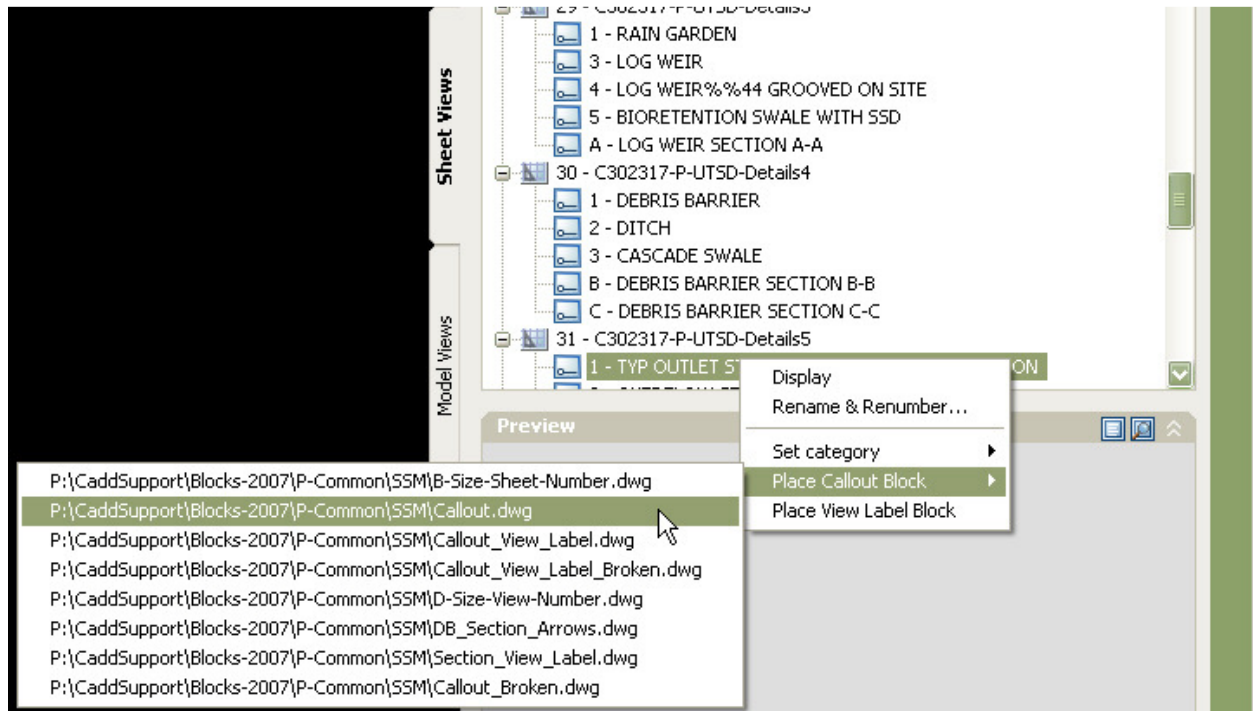 29 - C302317-P-UTSD-Details3
1 - RAIN GARDEN
3 - LOG WEIR
4 - LOG WEIR%%44 GROOVED ON SITE
5 - BIORETENTION SWALE WITH SSD
A - LOG WEIR SECTION A-A
30 - C302317-P-UTSD-Details4
1 - DEBRIS BARRIER
2 - DITCH
3 - CASCADE SWALE
B - DEBRIS BARRIER SECTION B-B
C - DEBRIS BARRIER SECTION C-C
31 - C302317-P-UTSD-Details5
1 - TYP OUTLET ST
ON
Sheet Views
Model Views
Display
Rename & Renumber...
Set category
Place Callout Block
Place View Label Block
Preview
P:\CaddSupport\Blocks-2007\P-Common\SSM\B-Size-Sheet-Number.dwg
P:\CaddSupport\Blocks-2007\P-Common\SSM\Callout.dwg
P:\CaddSupport\Blocks-2007\P-Common\SSM\Callout_View_Label.dwg
P:\CaddSupport\Blocks-2007\P-Common\SSM\Callout_View_Label_Broken.dwg
P:\CaddSupport\Blocks-2007\P-Common\SSM\D-Size-View-Number.dwg
P:\CaddSupport\Blocks-2007\P-Common\SSM\DB_Section_Arrows.dwg
P:\CaddSupport\Blocks-2007\P-Common\SSM\Section_View_Label.dwg
P:\CaddSupport\Blocks-2007\P-Common\SSM\Callout_Broken.dwg